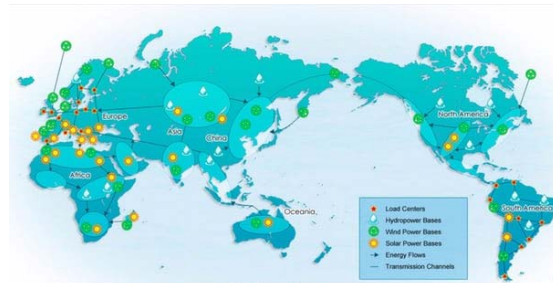 Europe
Asia
China
North America
Africa
South America
Oceania,
Load Centers
Hydropower Bases
Wind Power Bases
Solar Power Bases
Energy Flows
Transmission Channels